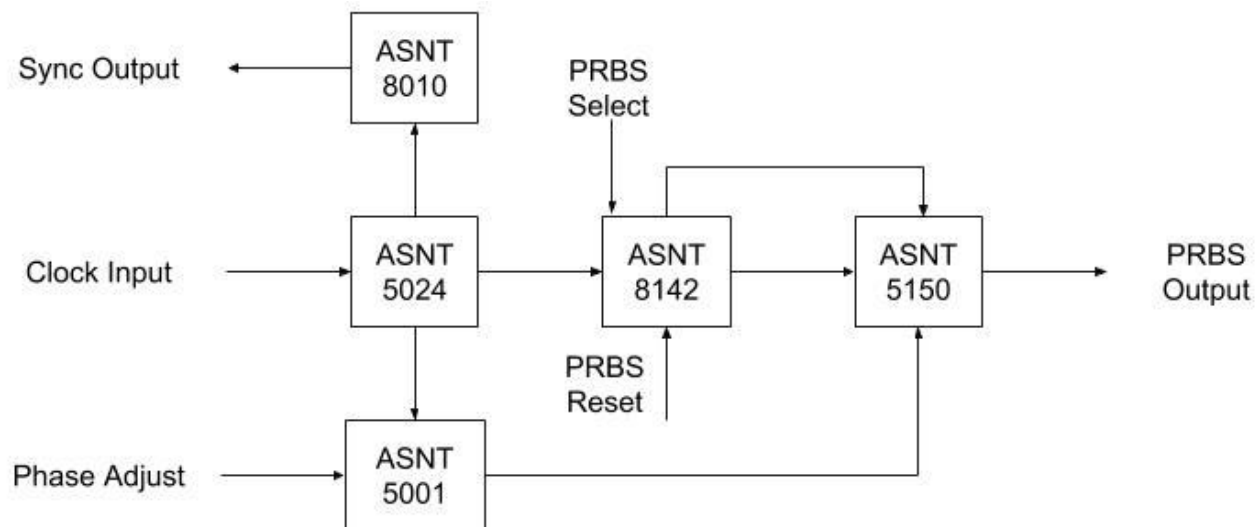 Sync Output
ASNT
8010
PRBS
Select
Clock Input
ASNT
5024
ASNT
8142
ASNT
5150
PRBS
Output
PRBS
Reset
Phase Adjust
ASNT
5001